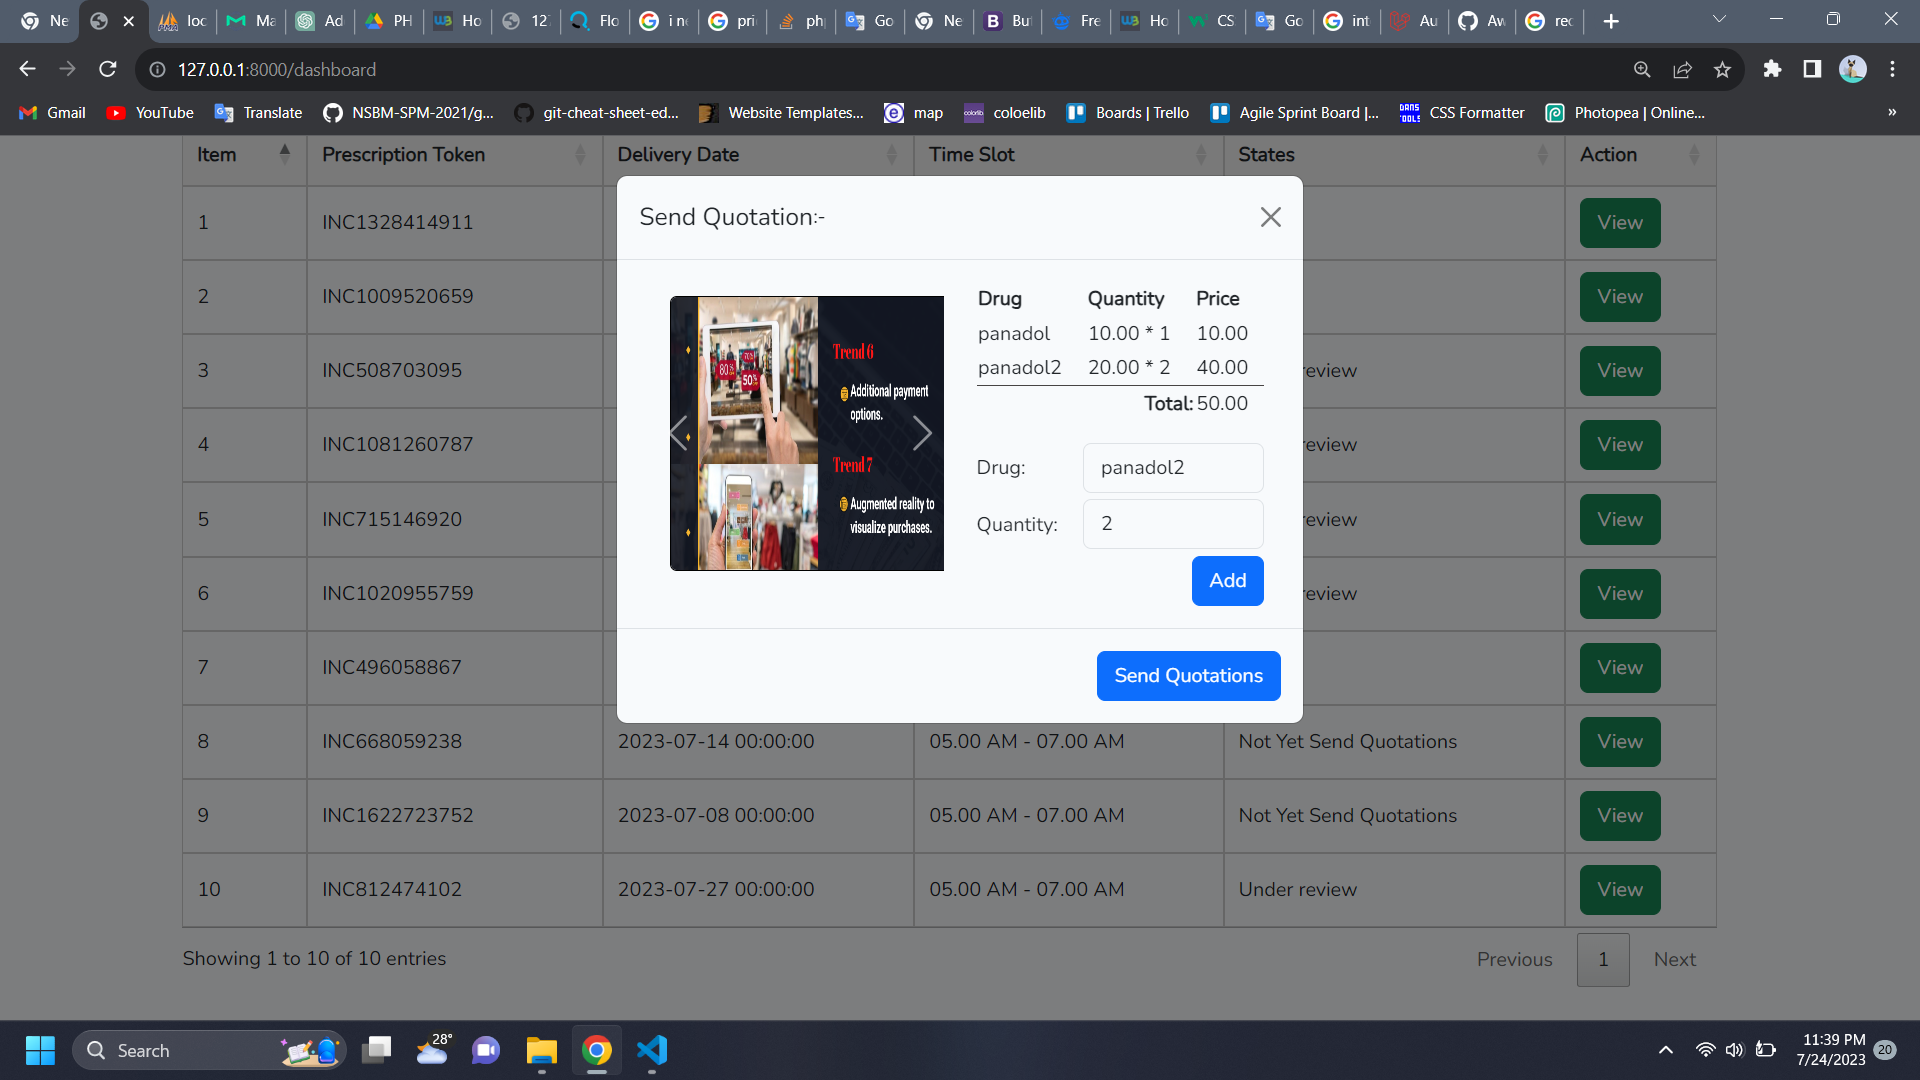 Ne
loc
Ma
Ad
PH
Ho
12
Flo
i ne
pri
php
Go
Ne
But
Fre
Ho
CS
Go
int
Au
Aw
rec
127.0.0.1:8000/dashboard
Gmail YouTube Translate NSBM-SPM-2021/g... git-cheat-sheet-ed... Website Templates... map coloelib Boards | Trello Agile Sprint Board |... CSS Formatter Photopea | Online... »
Item Prescription Token Delivery Date Time Slot States Action
1 INC1328414911 View
2 INC1009520659 View
3 INC508703095 review View
4 INC1081260787 eview View
5 INC715146920 review View
6 INC1020955759 review View
7 INC496058867 View
8 INC668059238 2023-07-14 00:00:00 05.00 AM - 07.00 AM Not Yet Send Quotations View
9 INC1622723752 2023-07-08 00:00:00 05.00 AM - 07.00 AM Not Yet Send Quotations View
10 INC812474102 2023-07-27 00:00:00 05.00 AM - 07.00 AM Under review View
Showing 1 to 10 of 10 entries
Previous 1 Next
Send Quotation:-
Trend 6
Additional payment
options.
Trend 7
Augmented reality to
visualize purchases.
80%
50%
Drug Quantity Price
panadol 10.00 * 1 10.00
panadol2 20.00 * 2 40.00
Total: 50.00
Drug: panadol2
Quantity: 2
Add
Send Quotations
Search
28°
11:39 PM
7/24/2023
20